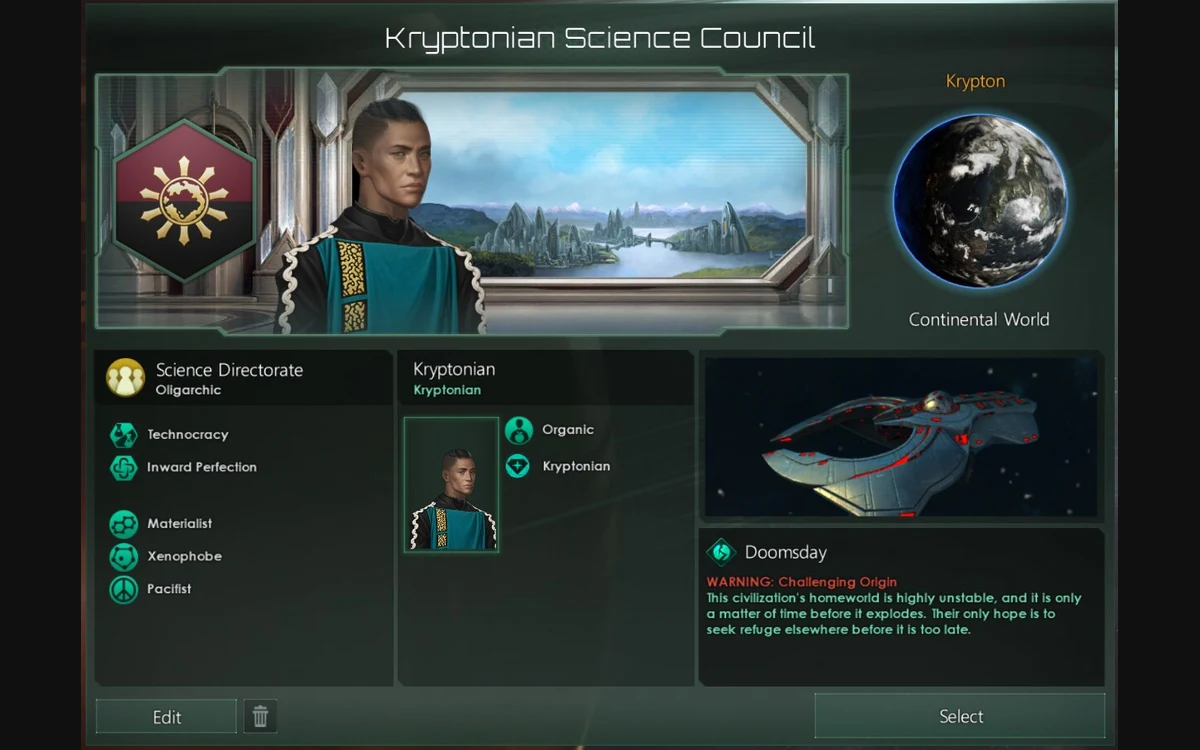 Kryptonian Science Council
Krypton
Continental World
Science Directorate
Oligarchic
Technocracy
Inward Perfection
Materialist
Xenophobe
Pacifist
Kryptonian
Kryptonian
Organic
Kryptonian
Doomsday
WARNING: Challenging Origin
This civilization's homeworld is highly unstable, and it is only
a matter of time before it explodes. Their only hope is to
seek refuge elsewhere before it is too late.
Edit
Select